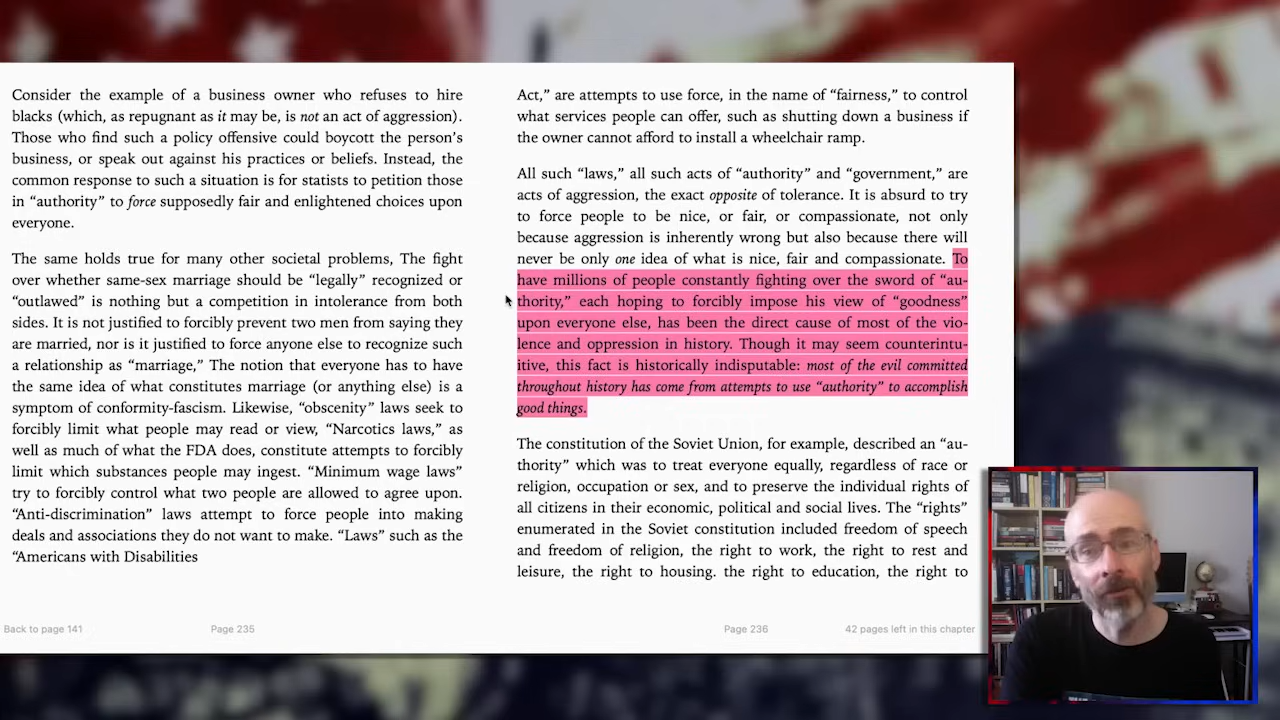 Consider the example of a business owner who refuses to hire
blacks (which, as repugnant as it may be, is not an act of aggression).
Those who find such a policy offensive could boycott the person’s
business, or speak out against his practices or beliefs. Instead, the
common response to such a situation is for statists to petition those
in “authority” to force supposedly fair and enlightened choices upon
everyone.
The same holds true for many other societal problems, The fight
over whether same-sex marriage should be “legally” recognized or
“outlawed” is nothing but a competition in intolerance from both
sides. It is not justified to forcibly prevent two men from saying they
are married, nor is it justified to force anyone else to recognize such
a relationship as “marriage,” The notion that everyone has to have
the same idea of what constitutes marriage (or anything else) is a
symptom of conformity-fascism. Likewise, “obscenity” laws seek to
forcibly limit what people may read or view, “Narcotics laws,” as
well as much of what the FDA does, constitute attempts to forcibly
limit which substances people may ingest. “Minimum wage laws”
try to forcibly control what two people are allowed to agree upon.
“Anti-discrimination” laws attempt to force people into making
deals and associations they do not want to make. “Laws” such as the
“Americans with Disabilities
Back to page 141
Page 235
Act,” are attempts to use force, in the name of “fairness,” to control
what services people can offer, such as shutting down a business if
the owner cannot afford to install a wheelchair ramp.
All such “laws,” all such acts of “authority” and “government,” are
acts of aggression, the exact opposite of tolerance. It is absurd to try
to force people to be nice, or fair, or compassionate, not only
because aggression is inherently wrong but also because there will
never be only one idea of what is nice, fair and compassionate. To
have millions of people constantly fighting over the sword of “au-
thority,” each hoping to forcibly impose his view of “goodness”
upon everyone else, has been the direct cause of most of the vio-
lence and oppression in history. Though it may seem counterintu-
itive, this fact is historically indisputable: most of the evil committed
throughout history has come from attempts to use “authority” to accomplish
good things.
The constitution of the Soviet Union, for example, described an “au-
thority” which was to treat everyone equally, regardless of race or
religion, occupation or sex, and to preserve the individual rights of
all citizens in their economic, political and social lives. The “rights”
enumerated in the Soviet constitution included freedom of speech
and freedom of religion, the right to work, the right to rest and
leisure, the right to housing. the right to education, the right to
Page 236
42 pages left in this chapter